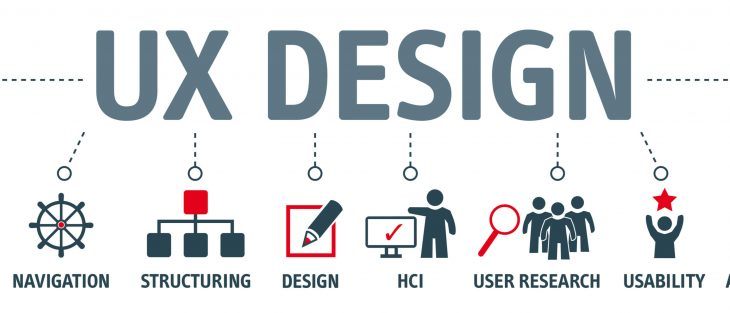 UX DESIGN
NAVIGATION
STRUCTURING
DESIGN
HCI
USER RESEARCH
USABILITY